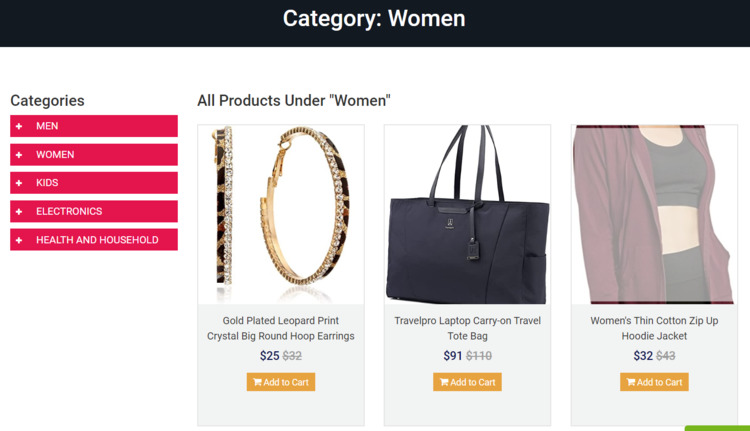 Category: Women
Categories
MEN
WOMEN
KIDS
ELECTRONICS
HEALTH AND HOUSEHOLD
All Products Under "Women"
Gold Plated Leopard Print
Crystal Big Round Hoop Earrings
$25 $32
Add to Cart
Travelpro Laptop Carry-on Travel
Tote Bag
$91 $110
Add to Cart
Women's Thin Cotton Zip Up
Hoodie Jacket
$32 $43
Add to Cart